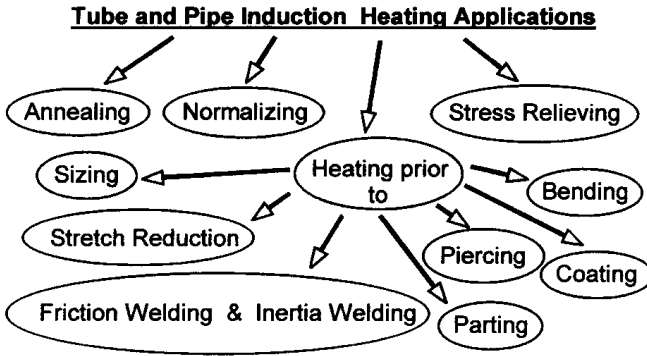 Tube and Pipe Induction Heating Applications
Annealing
Normalizing
Stress Relieving
Sizing
Heating prior
to
Bending
Stretch Reduction
Piercing
Coating
Friction Welding & Inertia Welding
Parting